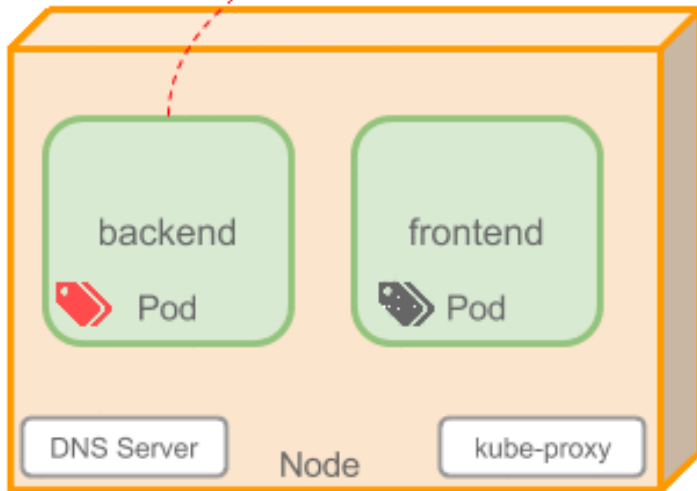 backend
Pod
frontend
Pod
DNS Server
Node
kube-proxy